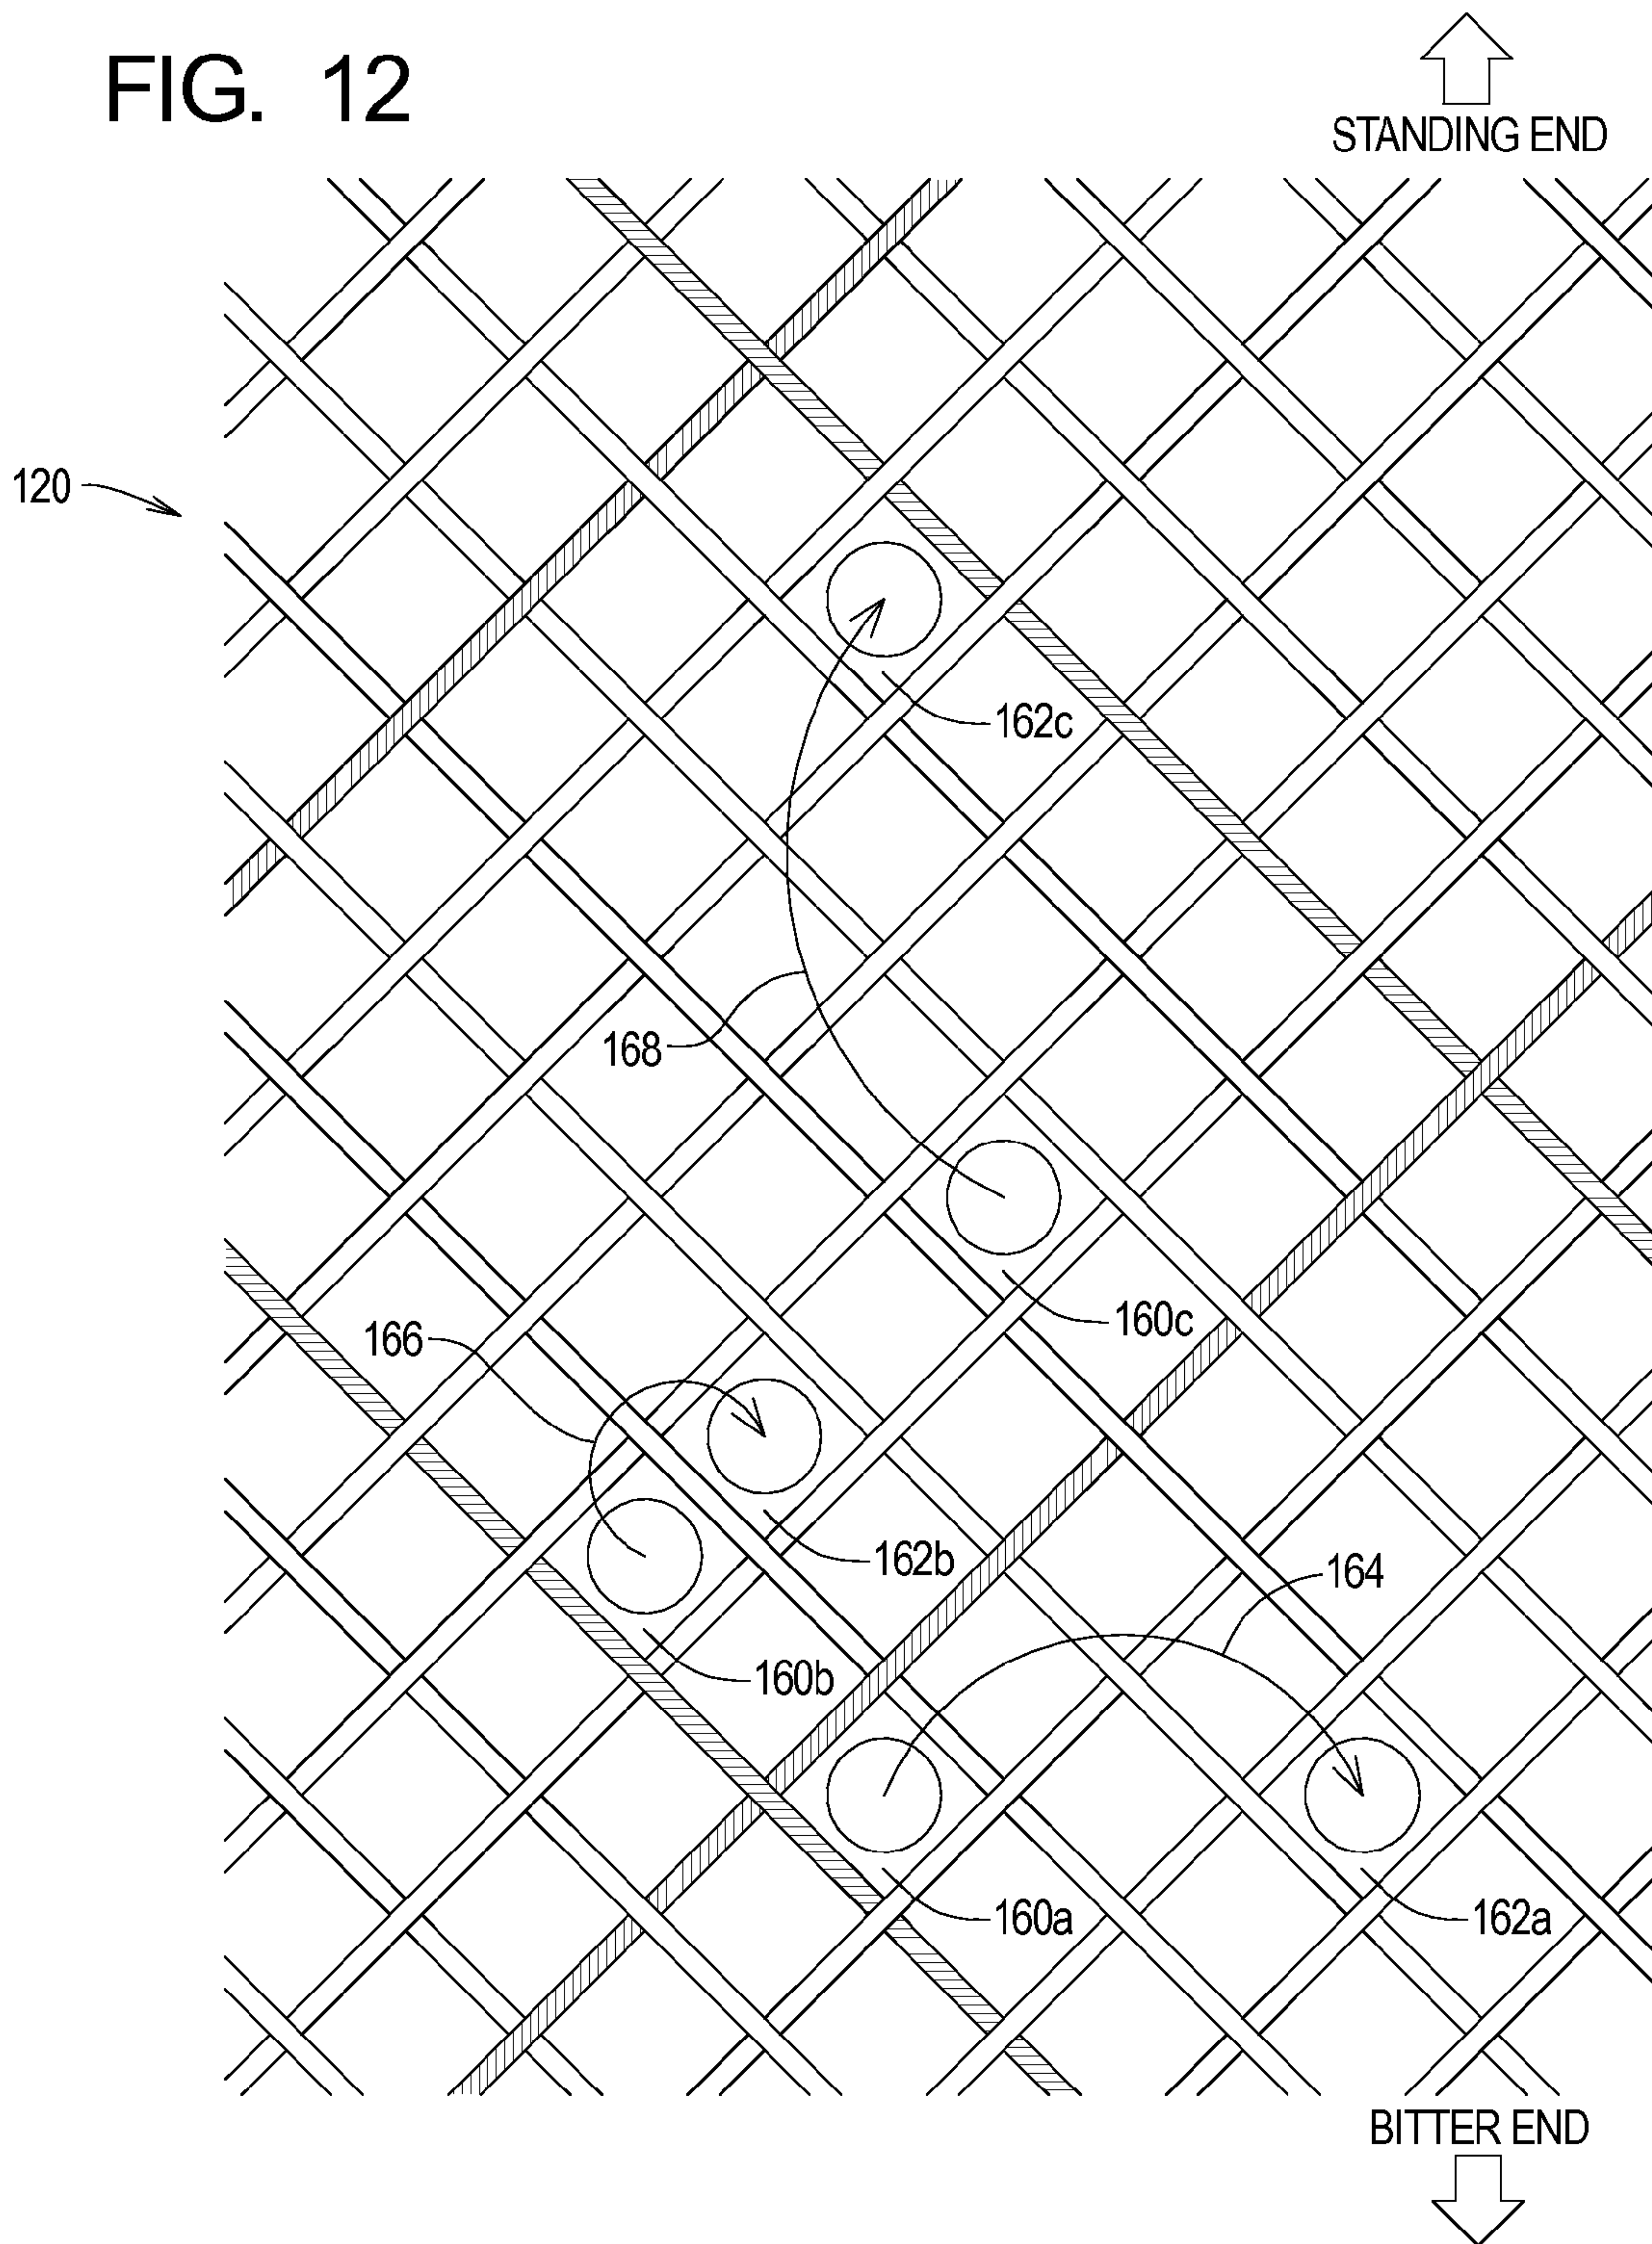 FIG. 12
STANDING END
120
162c
168
160c
166
162b
164
160b
160a
162a
BITTER END